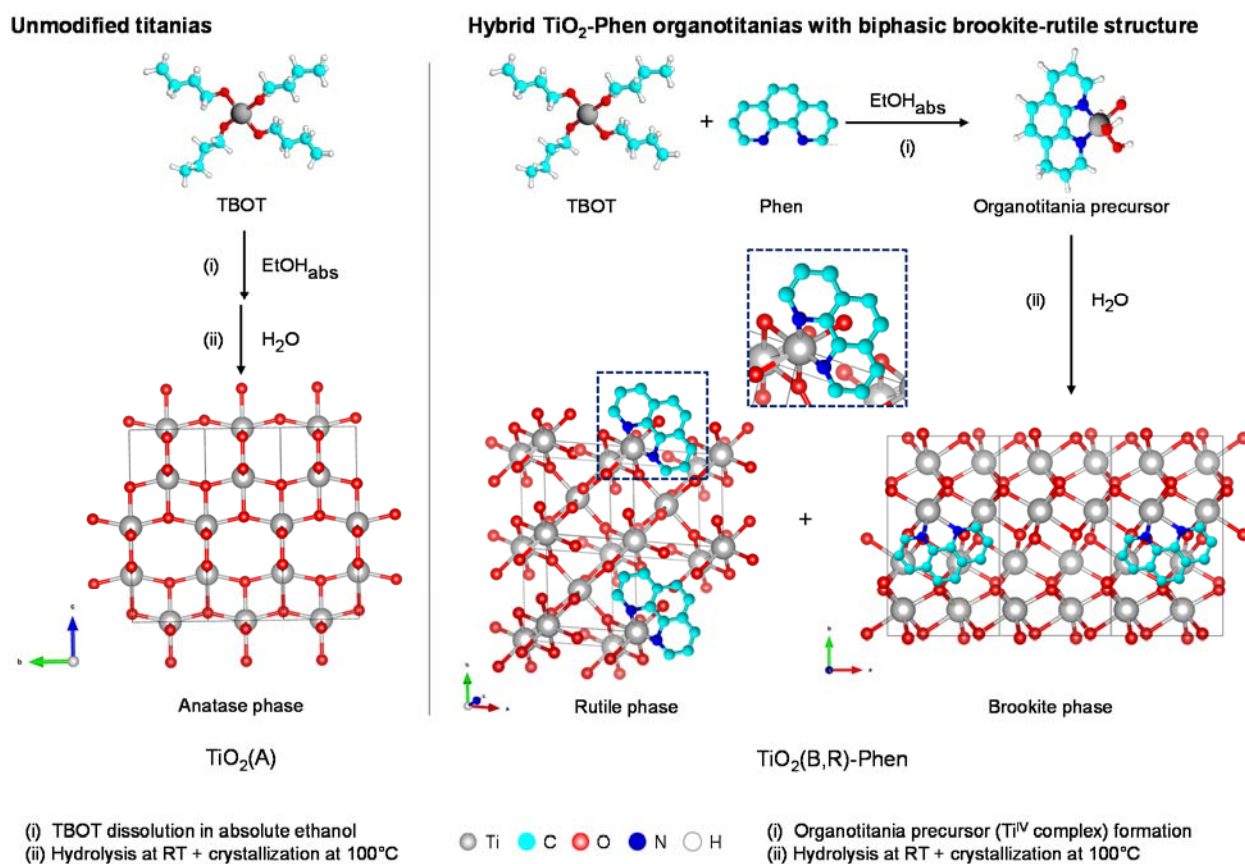 Unmodified titanias
Hybrid TiO2-Phen organotitanias with biphasic brookite-rutile structure
TBOT
(i) EtOHabs
(ii) H2O
Anatase phase
TiO2(A)
(i) TBOT dissolution in absolute ethanol
(ii) Hydrolysis at RT + crystallization at 100°C
TBOT
+
Phen
EtOHabs
(i)
Organotitania precursor
(ii) H2O
+
Rutile phase
Brookite phase
TiO2(B,R)-Phen
Ti C O N H
(i) Organotitania precursor (TiIV complex) formation
(ii) Hydrolysis at RT + crystallization at 100°C
c
b
b
c
a
b
a